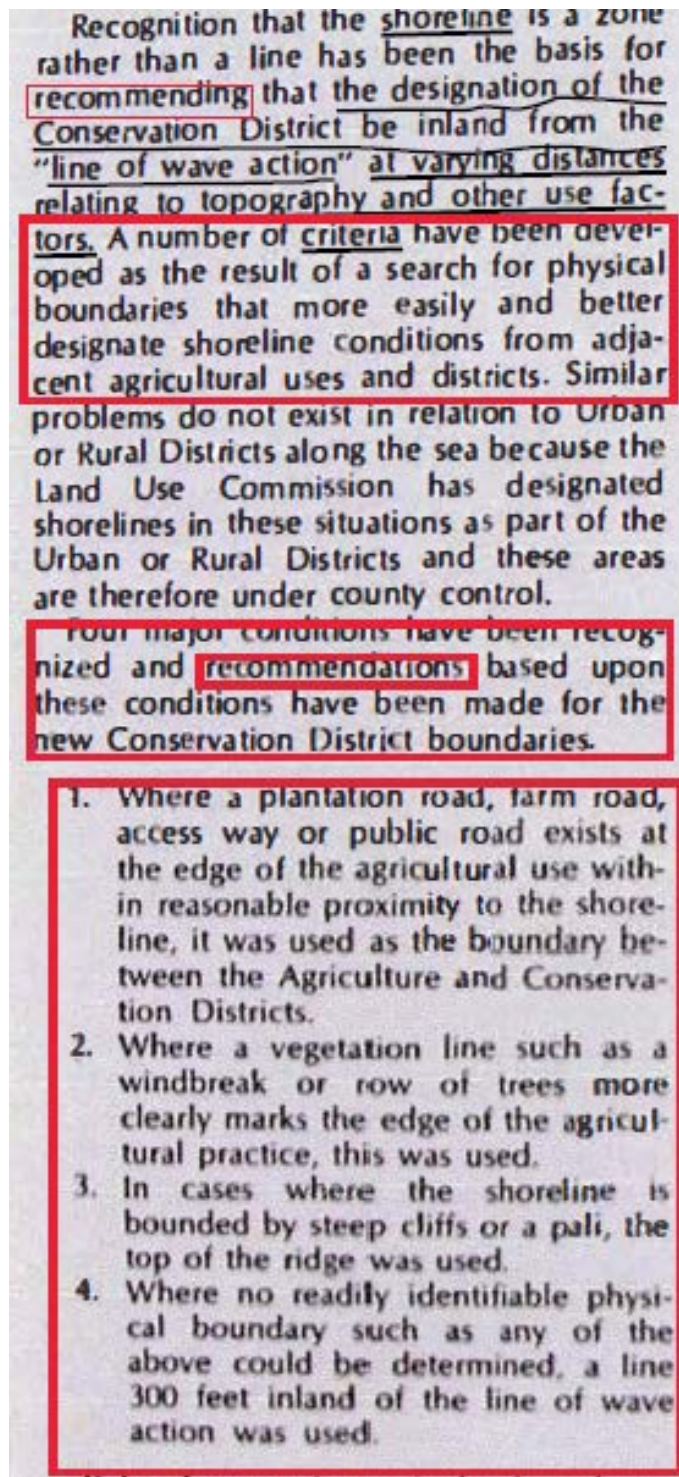 Recognition that the shoreline is a zone
rather than a line has been the basis for
recommending that the designation of the
Conservation District be inland from the
"line of wave action" at varying distances
relating to topography and other use fac-
tors. A number of criteria have been devel-
oped as the result of a search for physical
boundaries that more easily and better
designate shoreline conditions from adja-
cent agricultural uses and districts. Similar
problems do not exist in relation to Urban
or Rural Districts along the sea because the
Land Use Commission has designated
shorelines in these situations as part of the
Urban or Rural Districts and these areas
are therefore under county control.
Four major conditions have been recog-
nized and recommendations based upon
these conditions have been made for the
new Conservation District boundaries.
1. Where a plantation road, farm road,
access way or public road exists at
the edge of the agricultural use with-
in reasonable proximity to the shore-
line, it was used as the boundary be-
tween the Agriculture and Conserva-
tion Districts.
2. Where a vegetation line such as a
windbreak or row of trees more
clearly marks the edge of the agricul-
tural practice, this was used.
3. In cases where the shoreline is
bounded by steep cliffs or a pali, the
top of the ridge was used.
4. Where no readily identifiable physi-
cal boundary such as any of the
above could be determined, a line
300 feet inland of the line of wave
action was used.